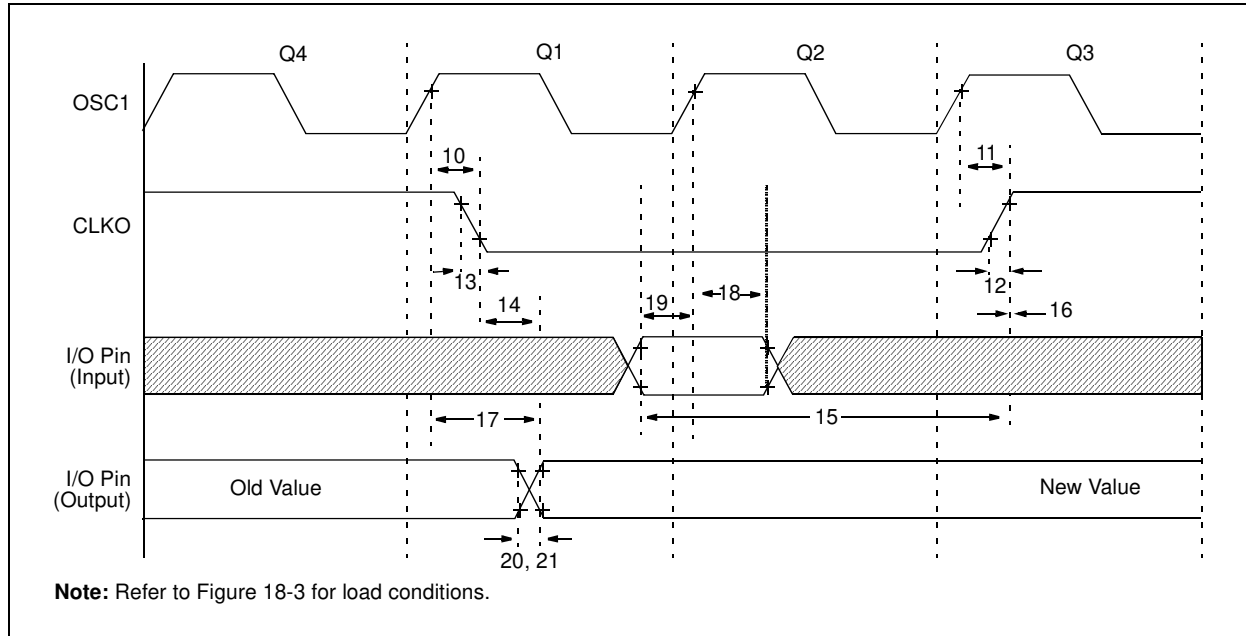 Q4 Q1 Q2 Q3
OSC1
10 11
CLKO
13 12
14 19 18 16
I/O Pin
(Input)
17 15
I/O Pin
(Output)
Old Value New Value
20, 21
Note: Refer to Figure 18-3 for load conditions.